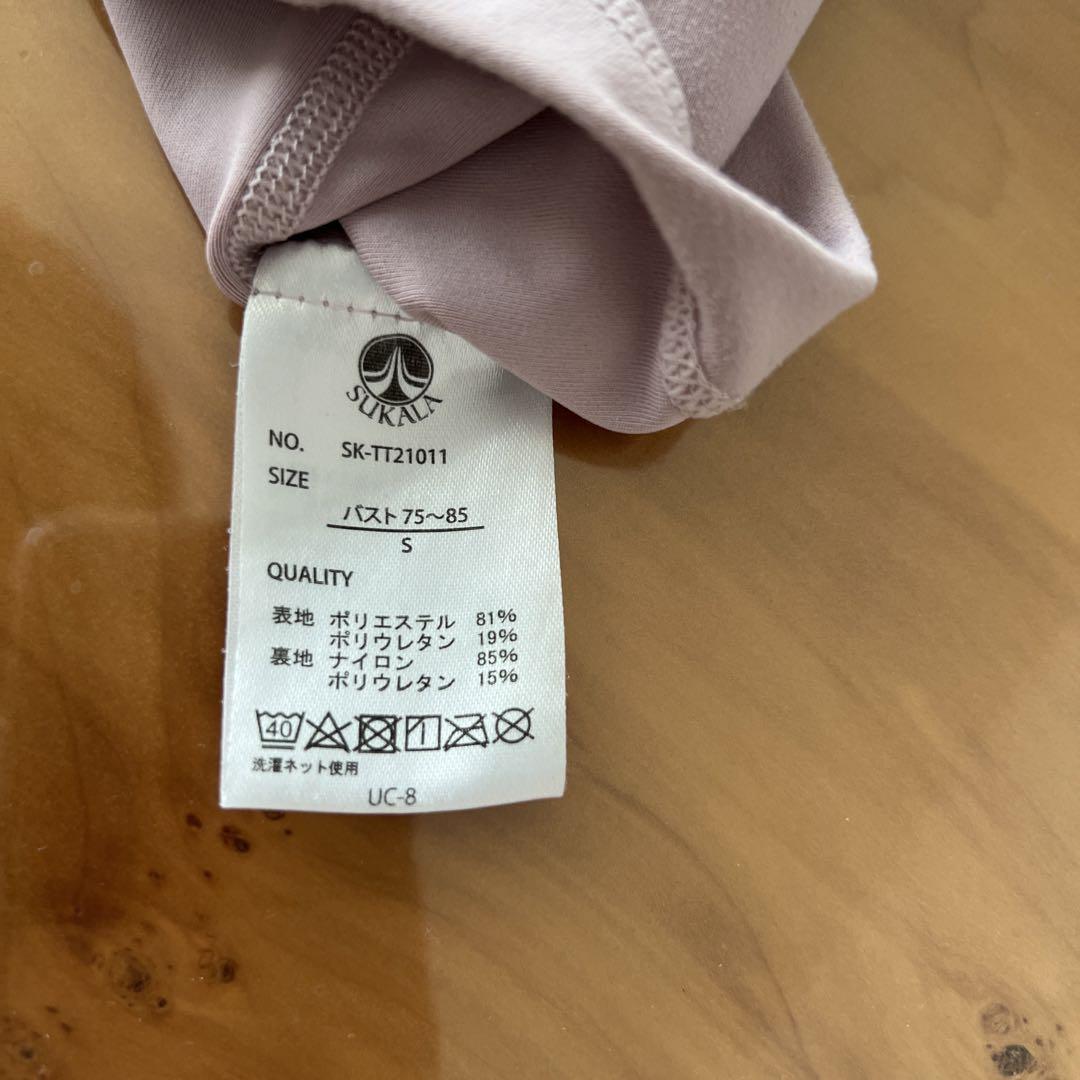 SUKALA
NO. SK-TT21011
SIZE
バスト 75～85
S
QUALITY
表地 ポリエステル 81%
ポリウレタン 19%
裏地 ナイロン 85%
ポリウレタン 15%
40
洗濯ネット使用
UC-8